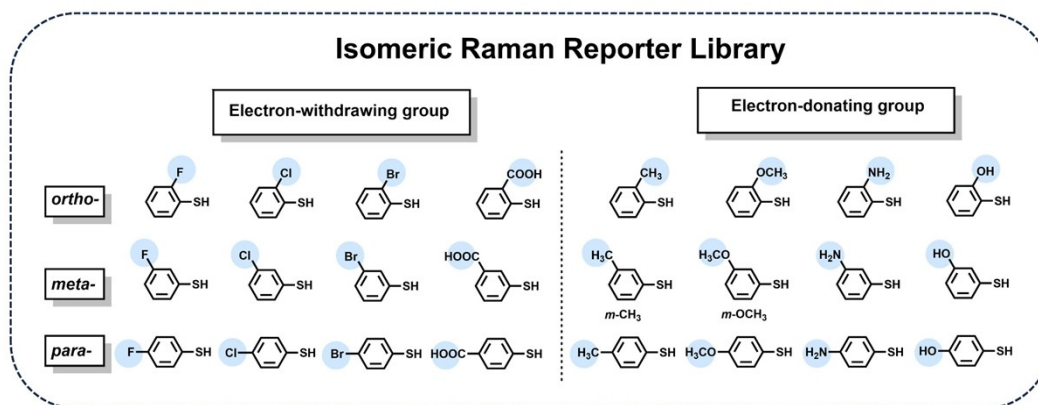 Isomeric Raman Reporter Library
Electron-withdrawing group
Electron-donating group
ortho-
F
SH
Cl
SH
Br
SH
COOH
SH
CH₃
SH
OCH₃
SH
NH₂
SH
OH
SH
meta-
F
SH
Cl
SH
Br
SH
HOOC
SH
H₃C
SH
m-CH₃
H₃CO
SH
m-OCH₃
H₂N
SH
HO
SH
para-
F
SH
Cl
SH
Br
SH
HOOC
SH
H₃C
SH
H₃CO
SH
H₂N
SH
HO
SH